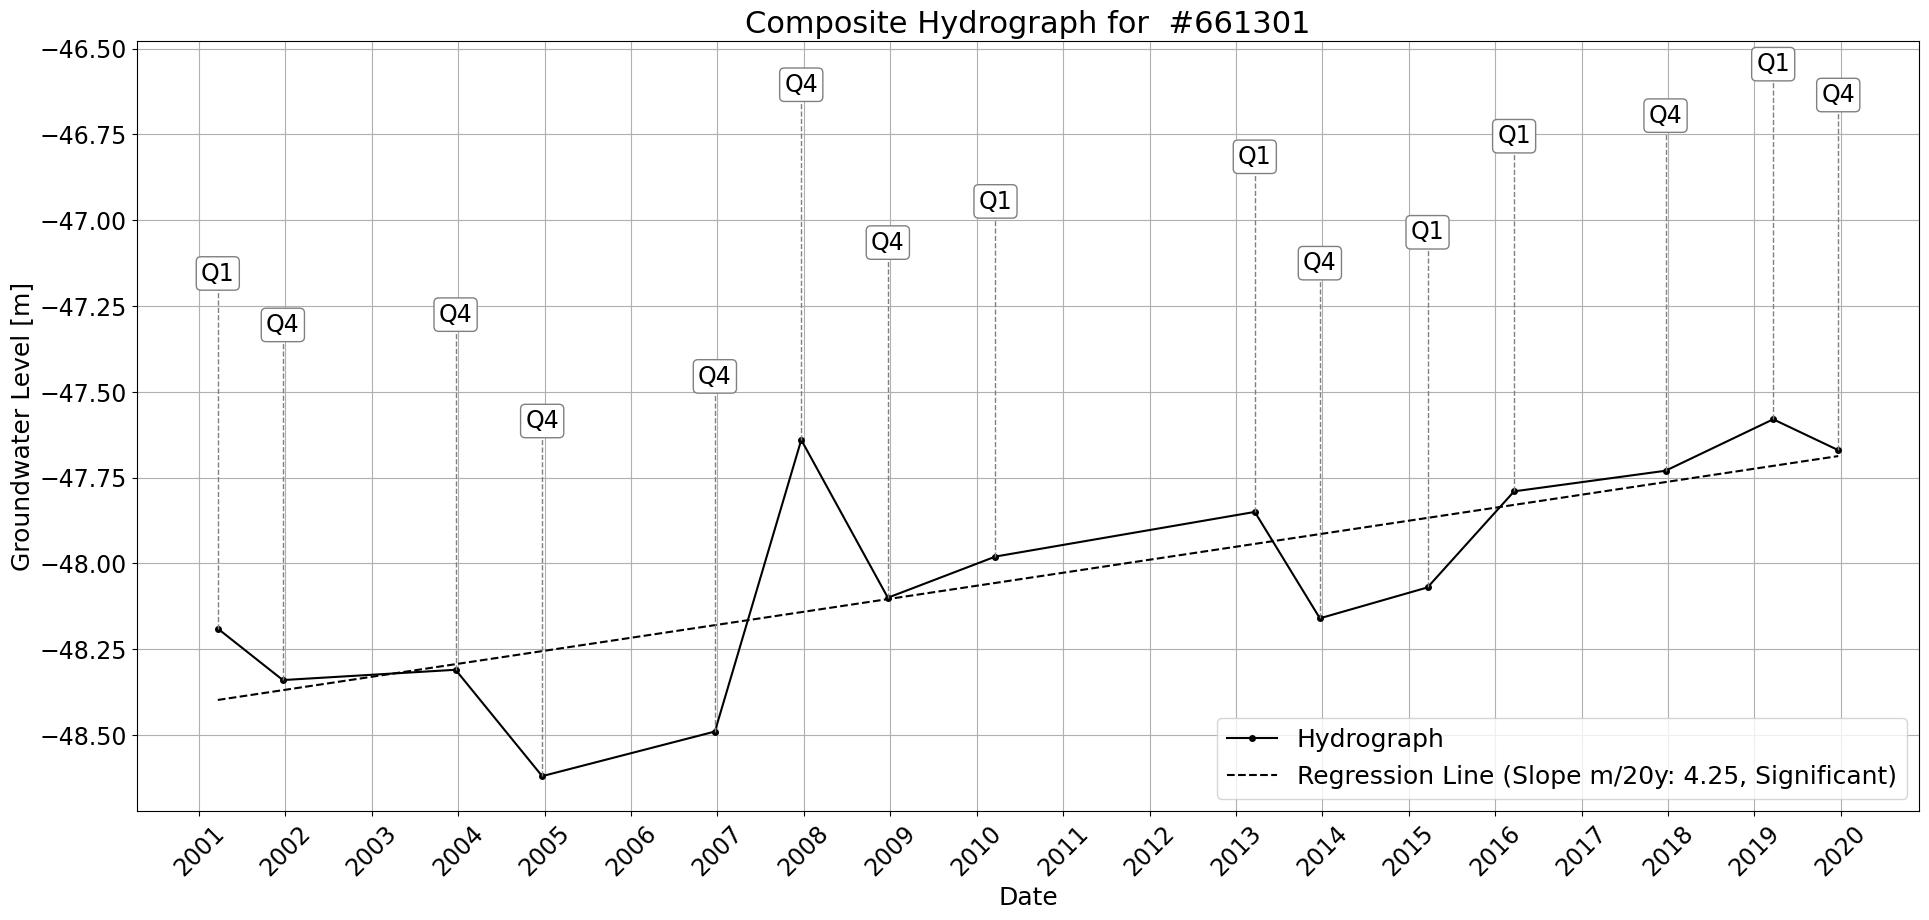 Composite Hydrograph for  #661301
Groundwater Level [m]
−46.50
−46.75
−47.00
−47.25
−47.50
−47.75
−48.00
−48.25
−48.50
Q1
Q4
Q4
Q4
Q4
Q4
Q4
Q1
Q1
Q4
Q1
Q1
Q4
Q1
Q4
Hydrograph
Regression Line (Slope m/20y: 4.25, Significant)
2001
2002
2003
2004
2005
2006
2007
2008
2009
2010
2011
2012
2013
2014
2015
2016
2017
2018
2019
2020
Date